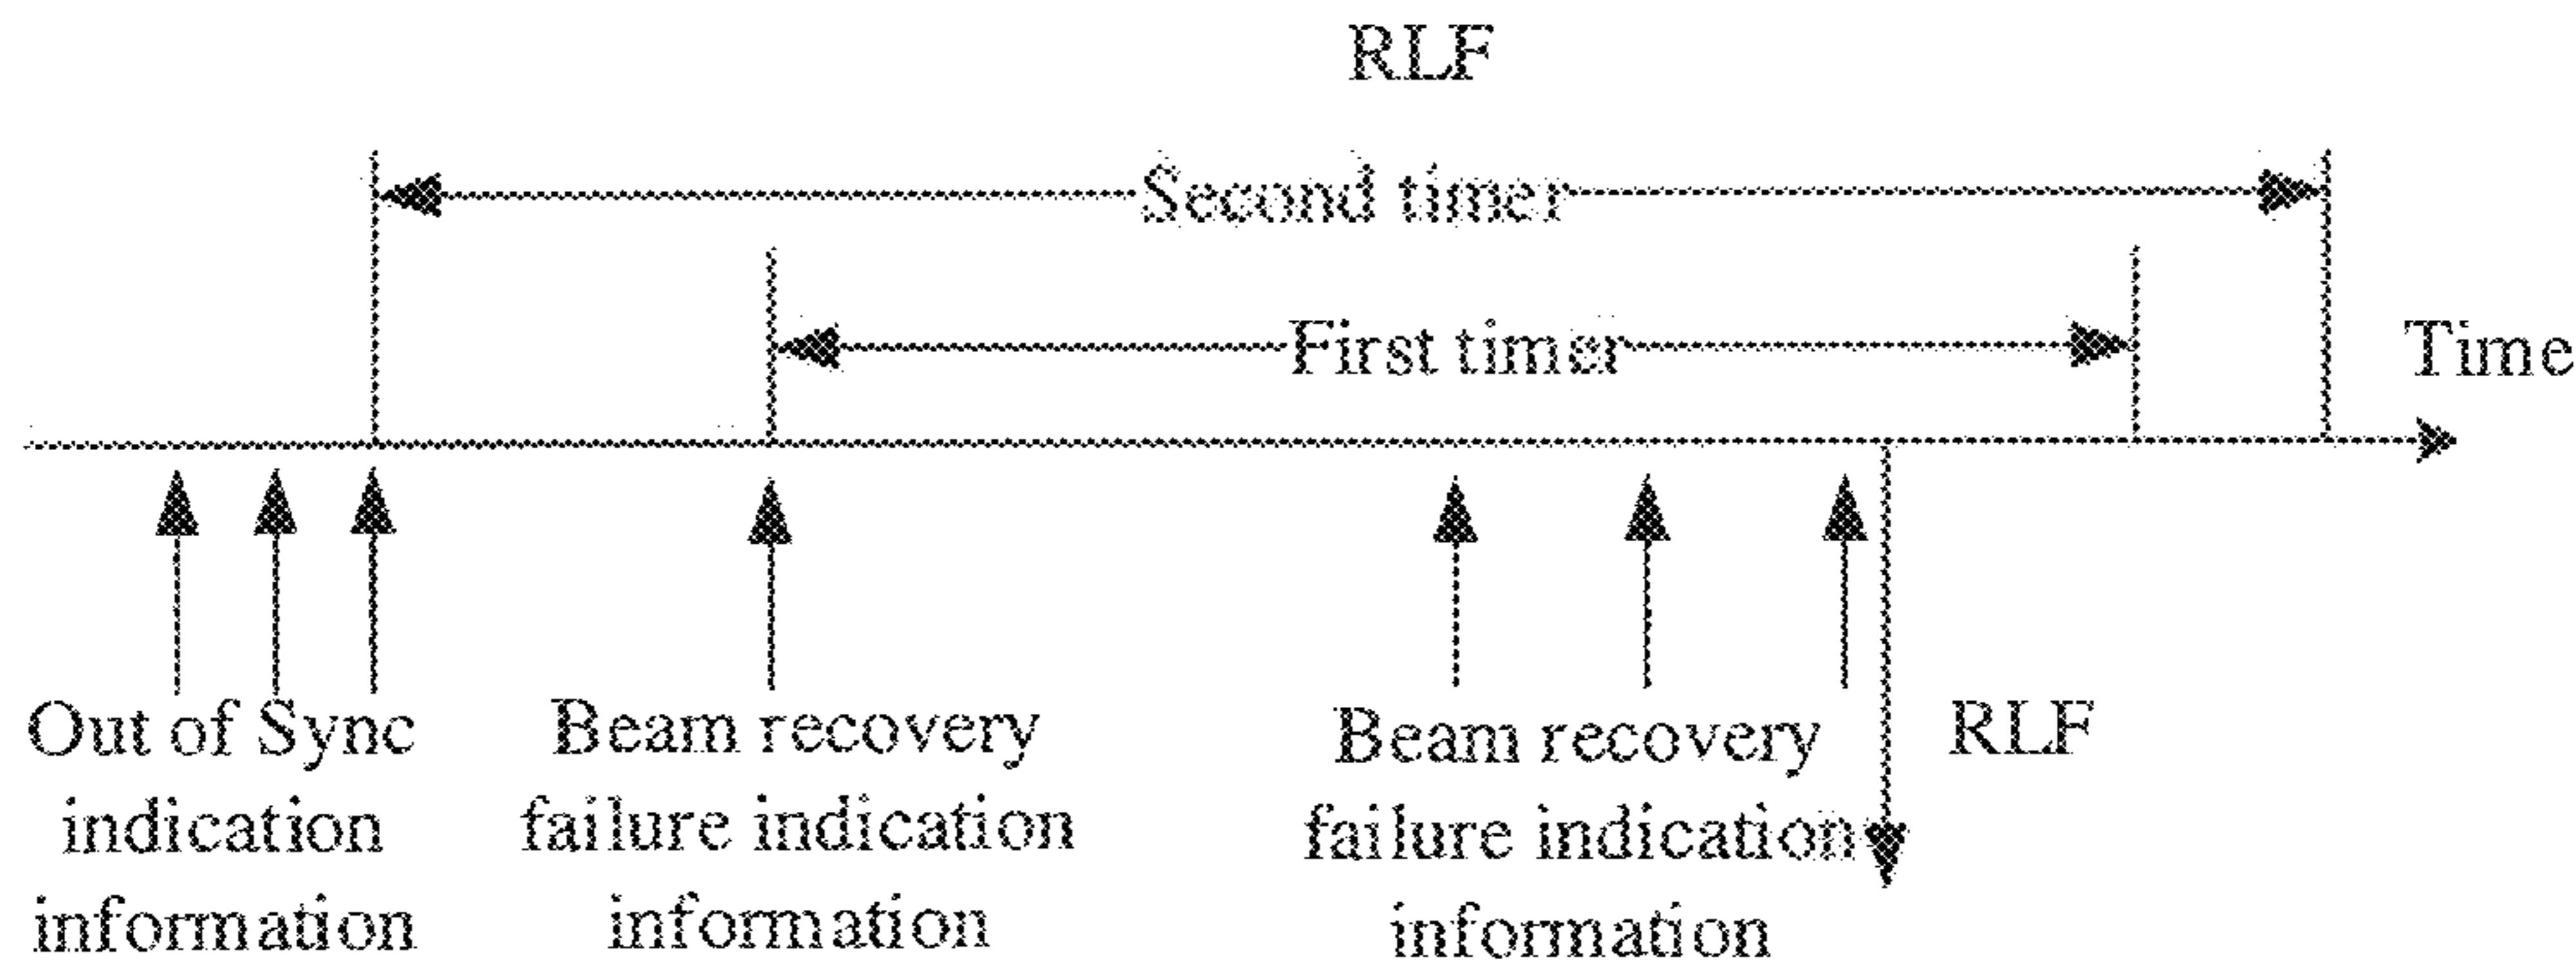 RLF
Second timer
First timer
Time
Out of Sync
indication
information
Beam recovery
failure indication
information
Beam recovery
failure indication
information
RLF